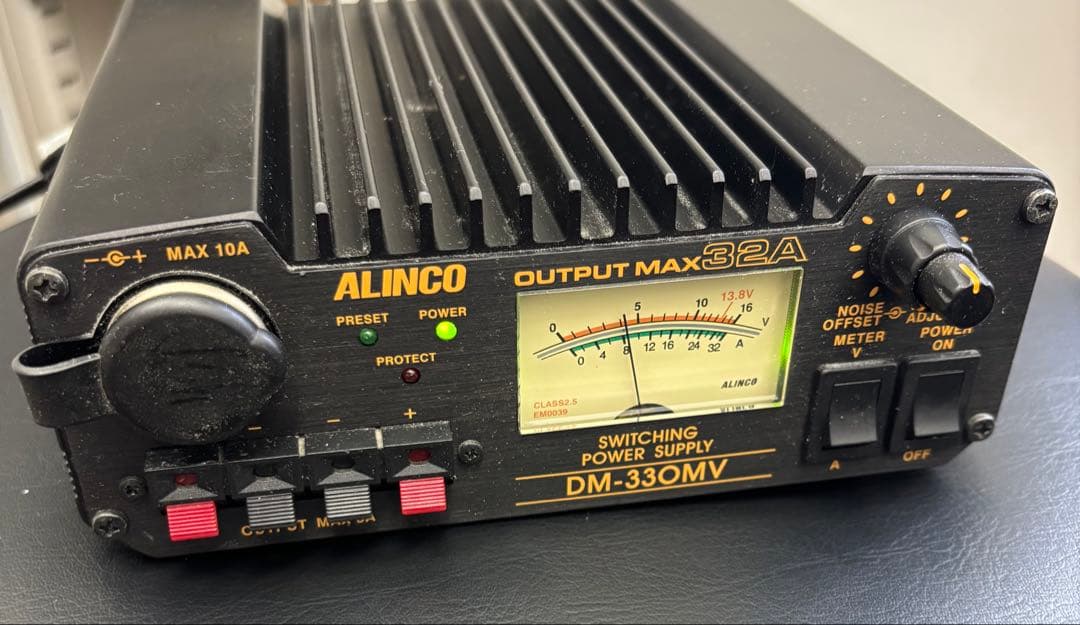 MAX 10A
ALINCO
OUTPUT MAX 32A
PRESET
POWER
PROTECT
- +
- +
0 5 10 16 V
13.8V
0 4 8 12 16 24 32 A
ALINCO
CLASS2.5
EM0039
NOISE
OFFSET
METER
V
POWER
ON
A
OFF
SWITCHING
POWER SUPPLY
DM-330MV